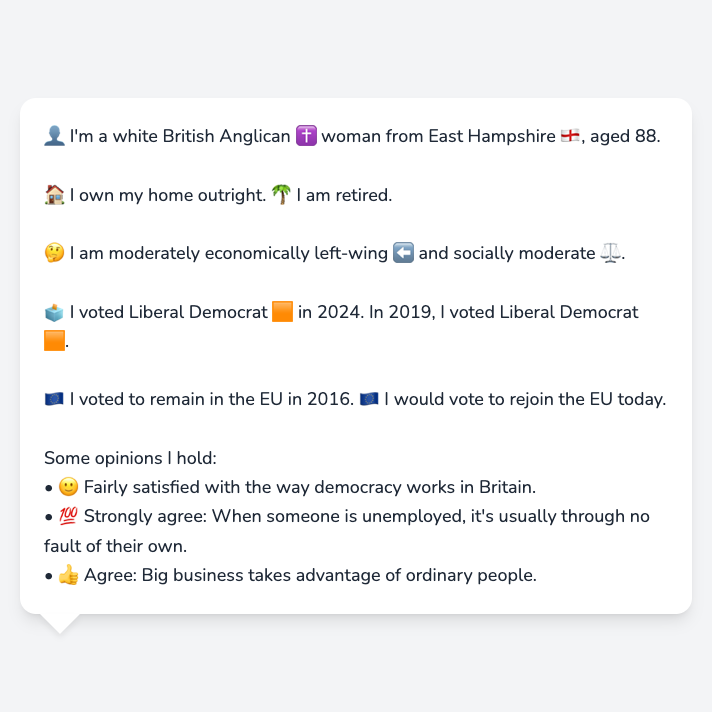 👤 I'm a white British Anglican ✝️ woman from East Hampshire 🏴󠁧󠁢󠁥󠁮󠁧󠁿, aged 88.
🏠 I own my home outright. 🌴 I am retired.
🤔 I am moderately economically left-wing ⬅️ and socially moderate ⚖️.
🗳️ I voted Liberal Democrat 🟧 in 2024. In 2019, I voted Liberal Democrat
🟧.
🇪🇺 I voted to remain in the EU in 2016. 🇪🇺 I would vote to rejoin the EU today.
Some opinions I hold:
• 🙂 Fairly satisfied with the way democracy works in Britain.
• 💯 Strongly agree: When someone is unemployed, it's usually through no
fault of their own.
• 👍 Agree: Big business takes advantage of ordinary people.